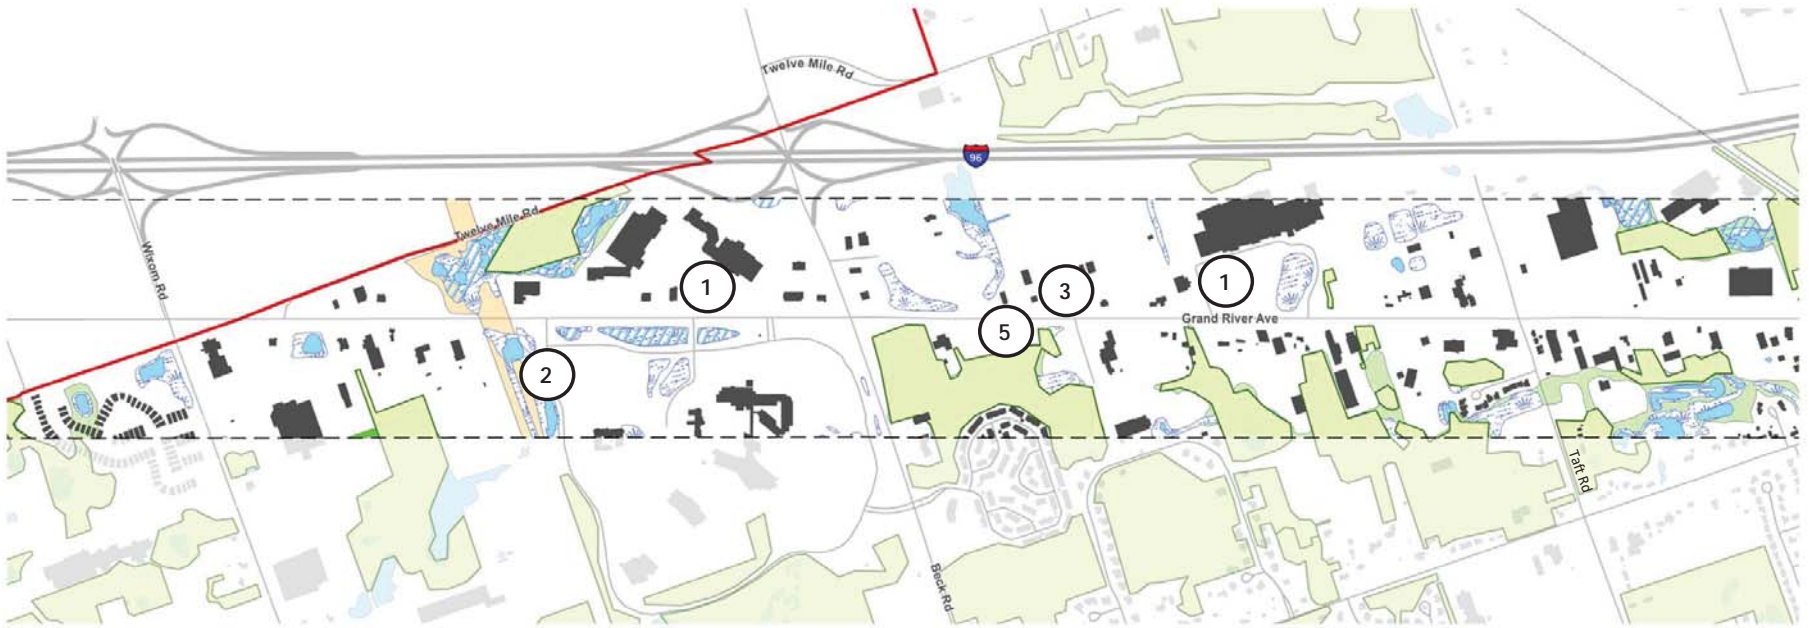 Twelve Mile Rd
96
Twelve Mile Rd
Wixom Rd
1
3
1
5
Grand River Ave
2
Taft Rd
Beck Rd